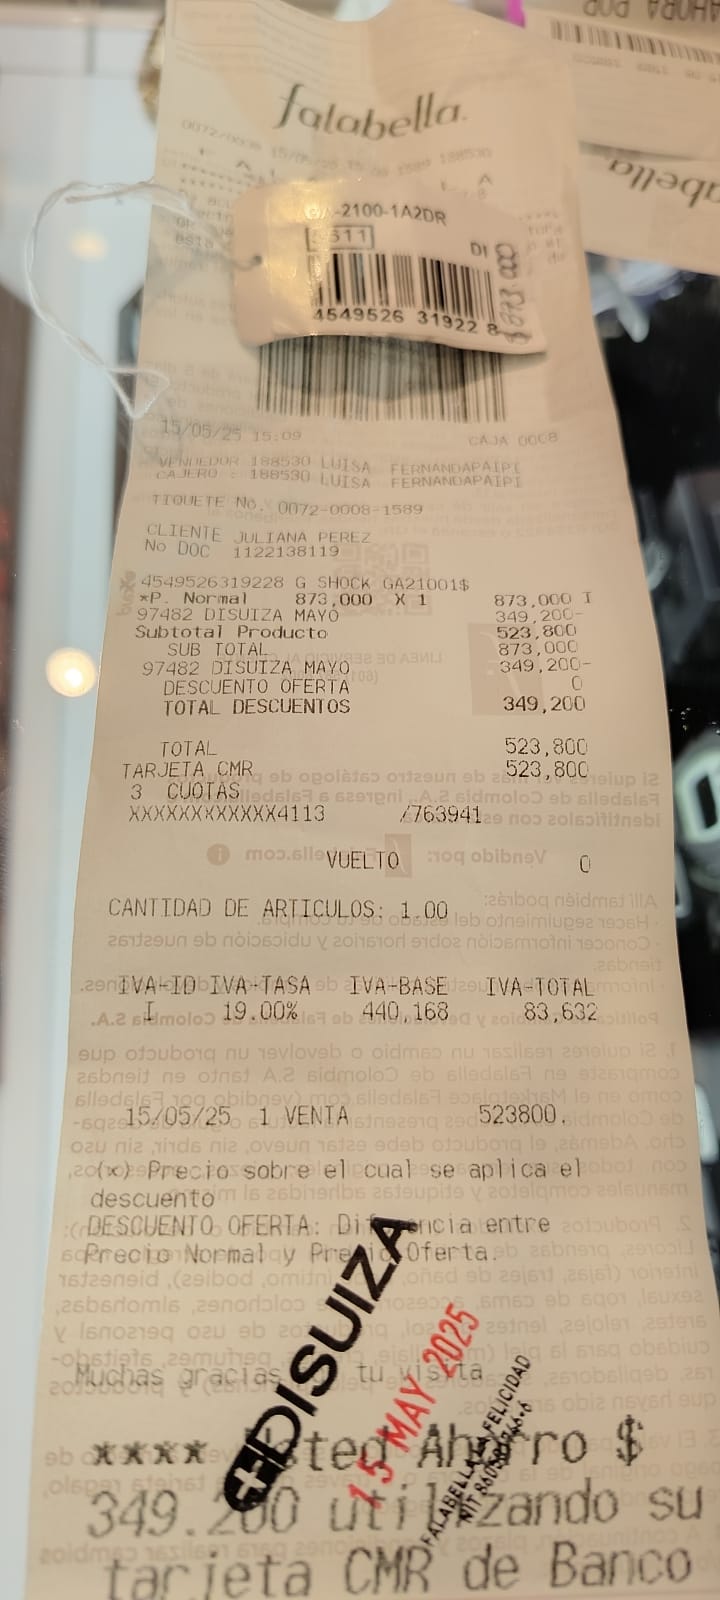 falabella.
-2100-1A2DR
5611
DI
4549526 31922 8
$ 873.000
15/05/25 15:09 CAJA 0008
VENDEDOR 188530 LUISA FERNANDAPAIPI
CAJERO : 188530 LUISA FERNANDAPAIPI
TIQUETE No. 0072-0008-1589
CLIENTE JULIANA PEREZ
No DOC 1122138119
4549526319228 G SHOCK GA21001$
*P. Normal 873,000 X 1 873,000 I
97482 DISUIZA MAYO 349,200-
Subtotal Producto 523,800
SUB TOTAL 873,000
97482 DISUIZA MAYO 349,200-
DESCUENTO OFERTA 0
TOTAL DESCUENTOS 349,200
TOTAL 523,800
TARJETA CMR 523,800
3 CUOTAS
XXXXXXXXXXXX4113 /763941
VUELTO 0
CANTIDAD DE ARTICULOS: 1.00
IVA-ID IVA-TASA IVA-BASE IVA-TOTAL
I 19.00% 440,168 83,632
15/05/25 1 VENTA 523800.
(x) Precio sobre el cual se aplica el
descuento
DESCUENTO OFERTA: Diferencia entre
Precio Normal y Precio Oferta.
Muchas gracias tu visita
DISUIZA
15 MAY 2025
FALABELLA LA FELICIDAD
**** Usted Ahorro $
349.200 utilizando su
tarjeta CMR de Banco